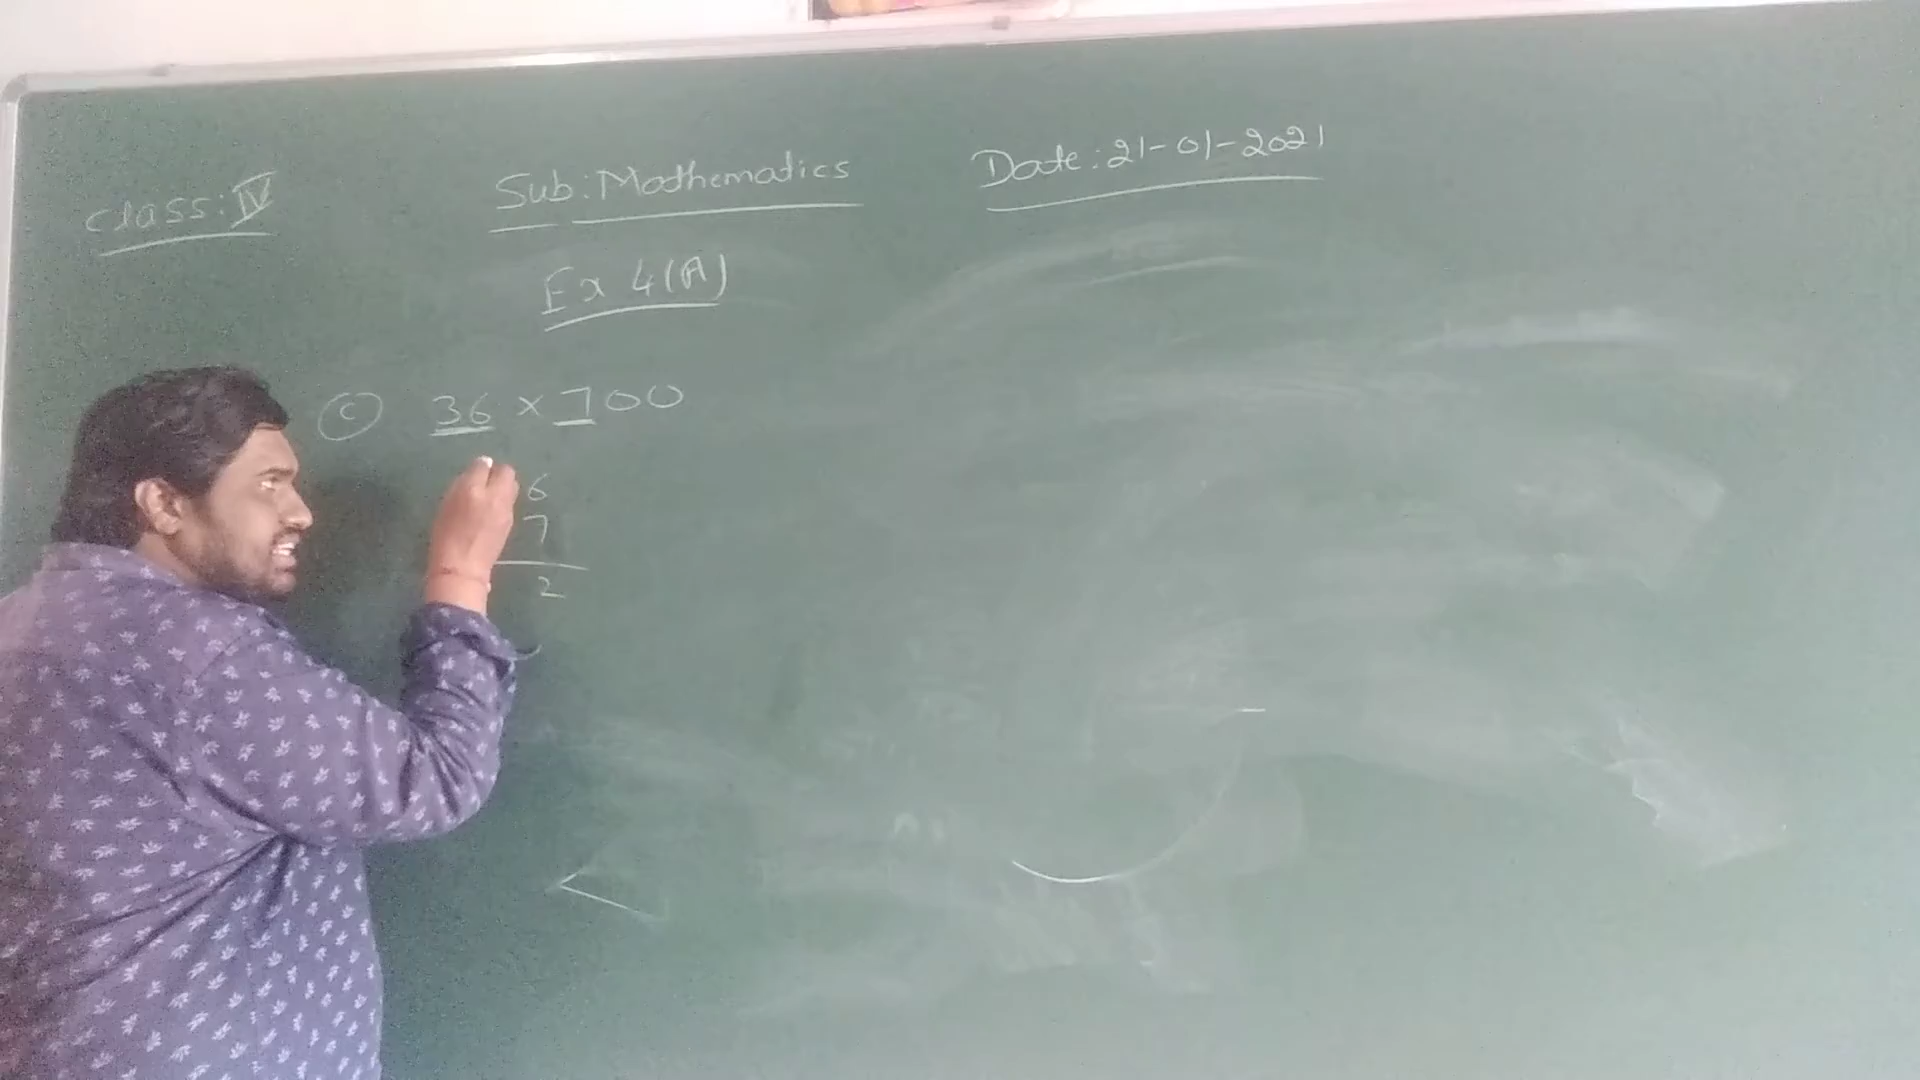 Class: IV Sub: Mathematics Date: 21-01-2021
Ex 4(A)
(c) 36 × 700
6
7
2